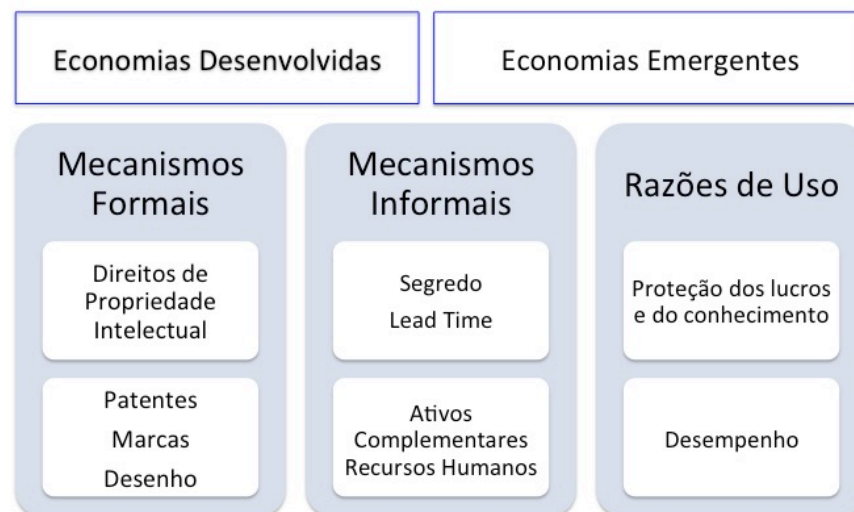 Economias Desenvolvidas
Economias Emergentes
Mecanismos
Formais
Direitos de
Propriedade
Intelectual
Patentes
Marcas
Desenho
Mecanismos
Informais
Segredo
Lead Time
Ativos
Complementares
Recursos Humanos
Razões de Uso
Proteção dos lucros
e do conhecimento
Desempenho